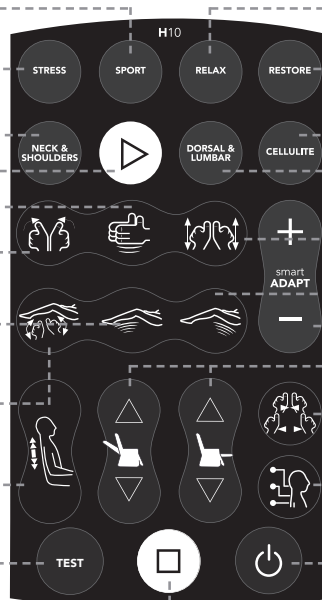 H10
STRESS
SPORT
RELAX
RESTORE
NECK &
SHOULDERS
DORSAL &
LUMBAR
CELLULITE
+
smart
ADAPT
−
TEST